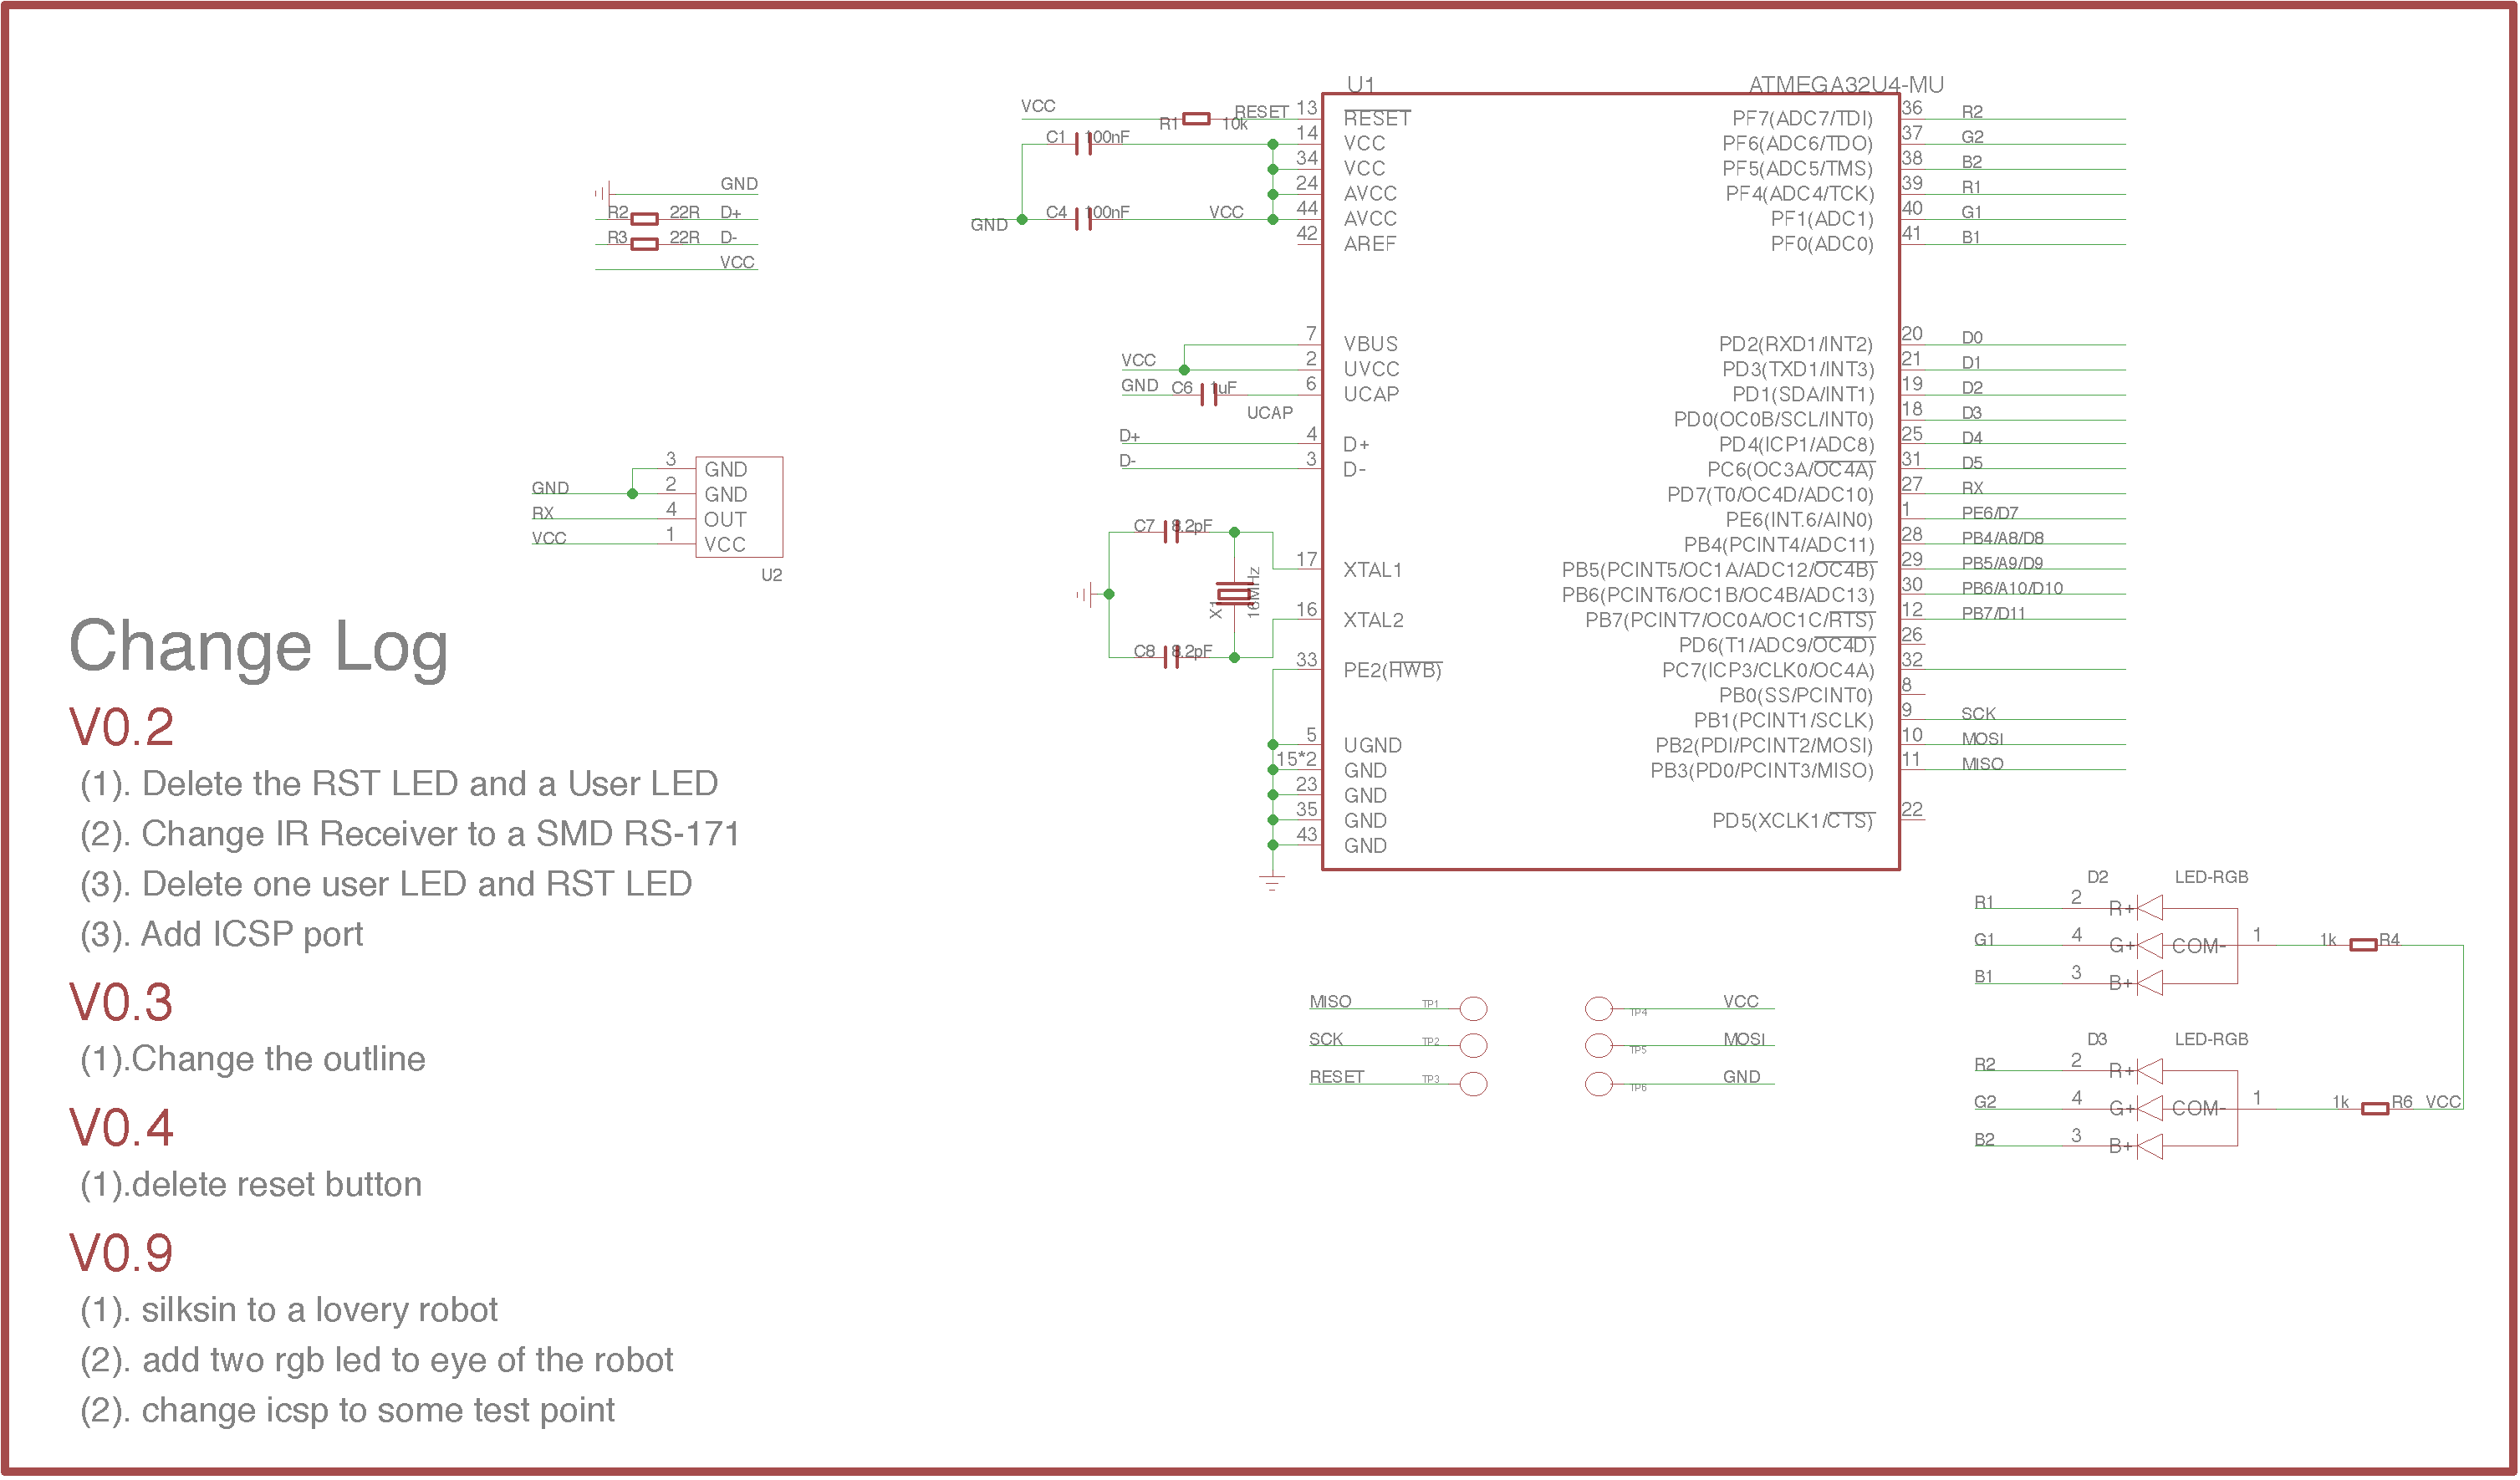 U1
ATMEGA32U4-MU
VCC
R1
10k
RESET
13
RESET
C1
100nF
14
VCC
34
VCC
24
AVCC
GND
C4
100nF
VCC
44
AVCC
42
AREF
VCC
7
VBUS
2
UVCC
GND
C6
1uF
6
UCAP
UCAP
D+
4
D+
D-
3
D-
C7
8.2pF
17
XTAL1
X1
16MHz
16
XTAL2
C8
8.2pF
33
PE2(HWB)
5
UGND
15*2
GND
23
GND
35
GND
43
GND
PF7(ADC7/TDI)
36
R2
PF6(ADC6/TDO)
37
G2
PF5(ADC5/TMS)
38
B2
PF4(ADC4/TCK)
39
R1
PF1(ADC1)
40
G1
PF0(ADC0)
41
B1
PD2(RXD1/INT2)
20
D0
PD3(TXD1/INT3)
21
D1
PD1(SDA/INT1)
19
D2
PD0(OC0B/SCL/INT0)
18
D3
PD4(ICP1/ADC8)
25
D4
PC6(OC3A/OC4A)
31
D5
PD7(T0/OC4D/ADC10)
27
RX
PE6(INT.6/AIN0)
1
PE6/D7
PB4(PCINT4/ADC11)
28
PB4/A8/D8
PB5(PCINT5/OC1A/ADC12/OC4B)
29
PB5/A9/D9
PB6(PCINT6/OC1B/OC4B/ADC13)
30
PB6/A10/D10
PB7(PCINT7/OC0A/OC1C/RTS)
12
PB7/D11
PD6(T1/ADC9/OC4D)
26
PC7(ICP3/CLK0/OC4A)
32
PB0(SS/PCINT0)
8
PB1(PCINT1/SCLK)
9
SCK
PB2(PDI/PCINT2/MOSI)
10
MOSI
PB3(PD0/PCINT3/MISO)
11
MISO
PD5(XCLK1/CTS)
22
GND
R2
22R
D+
R3
22R
D-
VCC
3
GND
GND
2
GND
RX
4
OUT
VCC
1
VCC
U2
Change Log
V0.2
(1). Delete the RST LED and a User LED
(2). Change IR Receiver to a SMD RS-171
(3). Delete one user LED and RST LED
(3). Add ICSP port
V0.3
(1).Change the outline
V0.4
(1).delete reset button
V0.9
(1). silksin to a lovery robot
(2). add two rgb led to eye of the robot
(2). change icsp to some test point
MISO
TP1
TP4
VCC
SCK
TP2
TP5
MOSI
RESET
TP3
TP6
GND
D2
LED-RGB
R1
2
R+
G1
4
G+
COM-
1
1k
R4
B1
3
B+
D3
LED-RGB
R2
2
R+
G2
4
G+
COM-
1
1k
R6
VCC
B2
3
B+